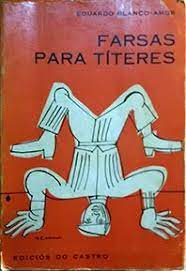 EDUARDO BLANCO-AMOR
FARSAS
PARA TÍTERES
EDICIÓS DO CASTRO